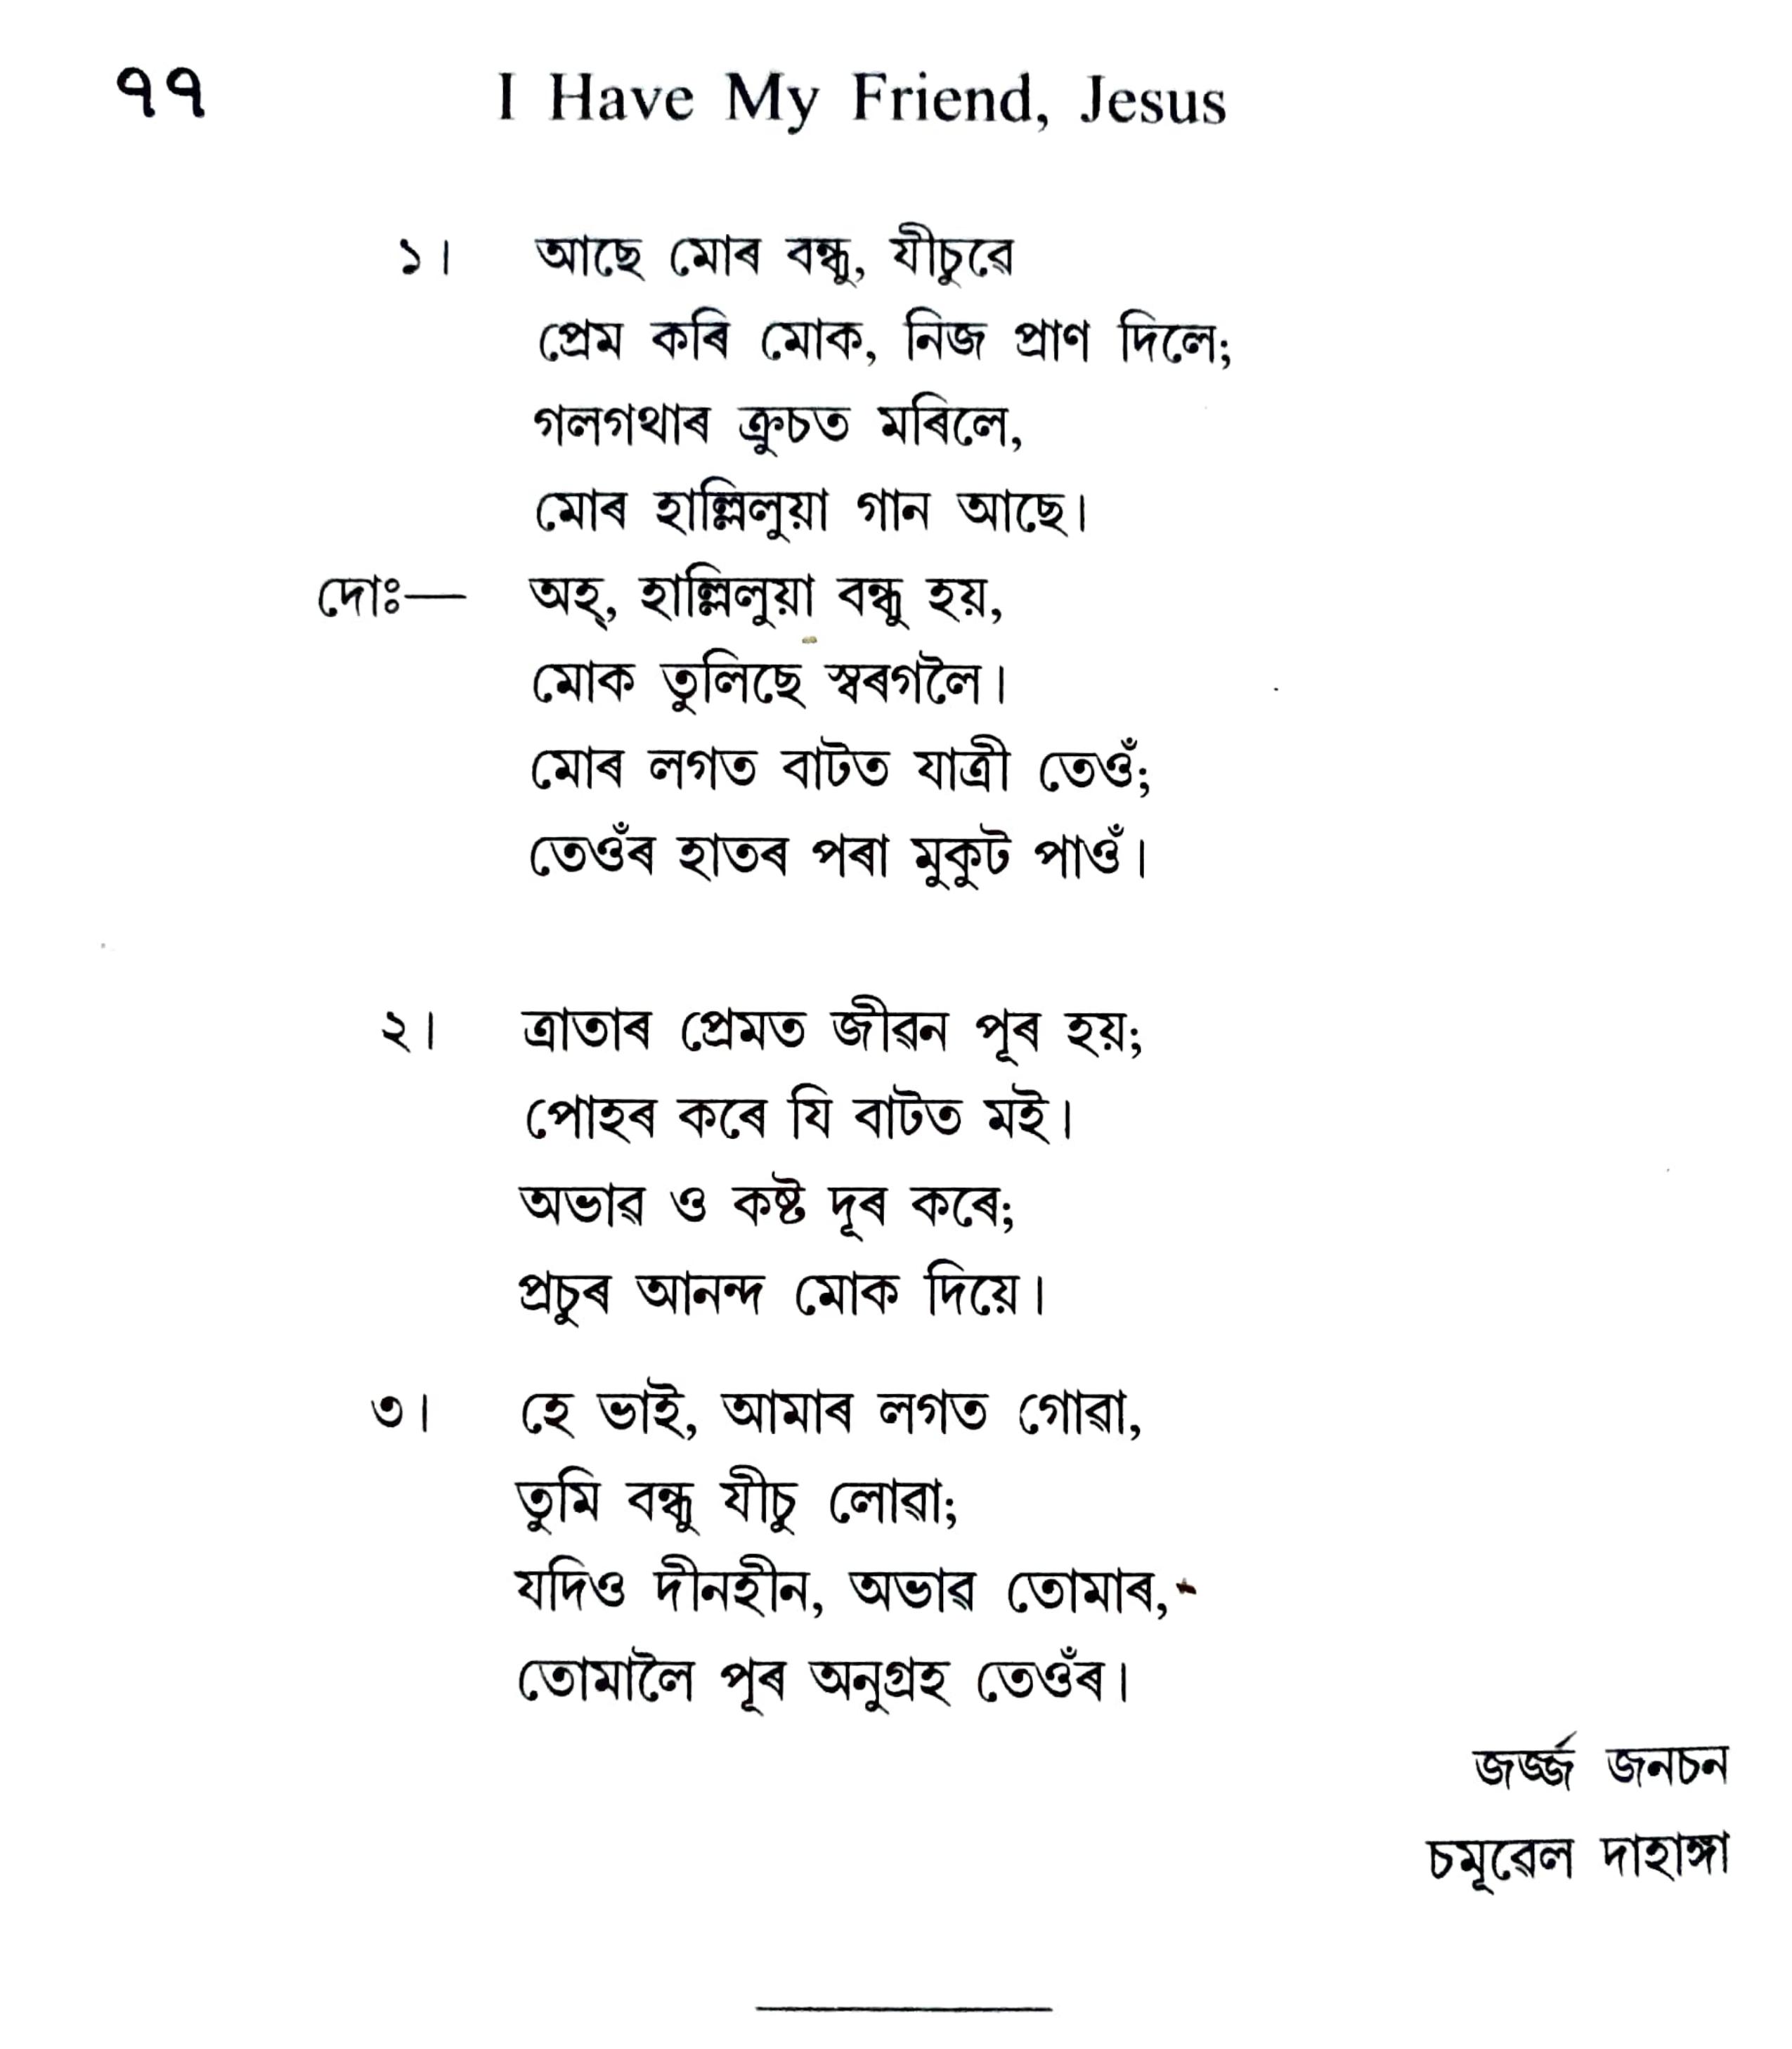 ৭৭ I Have My Friend, Jesus
১। আছে মোৰ বন্ধু, যীচুৱে
প্ৰেম কৰি মোক, নিজ প্ৰাণ দিলে;
গলগথাৰ ক্ৰুচত মৰিলে,
মোৰ হাল্লিলুয়া গান আছে।
দোঃ— অহ্, হাল্লিলুয়া বন্ধু হয়,
মোক তুলিছে স্বৰগলৈ।
মোৰ লগত বাটত যাত্ৰী তেওঁ;
তেওঁৰ হাতৰ পৰা মুকুট পাওঁ।
২। ত্ৰাতাৰ প্ৰেমত জীৱন পূৰ হয়;
পোহৰ কৰে যি বাটত মই।
অভাৱ ও কষ্ট দূৰ কৰে;
প্ৰচুৰ আনন্দ মোক দিয়ে।
৩। হে ভাই, আমাৰ লগত গোৱা,
তুমি বন্ধু যীচু লোৱা;
যদিও দীনহীন, অভাৱ তোমাৰ,
তোমালৈ পূৰ অনুগ্ৰহ তেওঁৰ।
জৰ্জ্জ জনচন
চমূৱেল দাহাঙ্গা